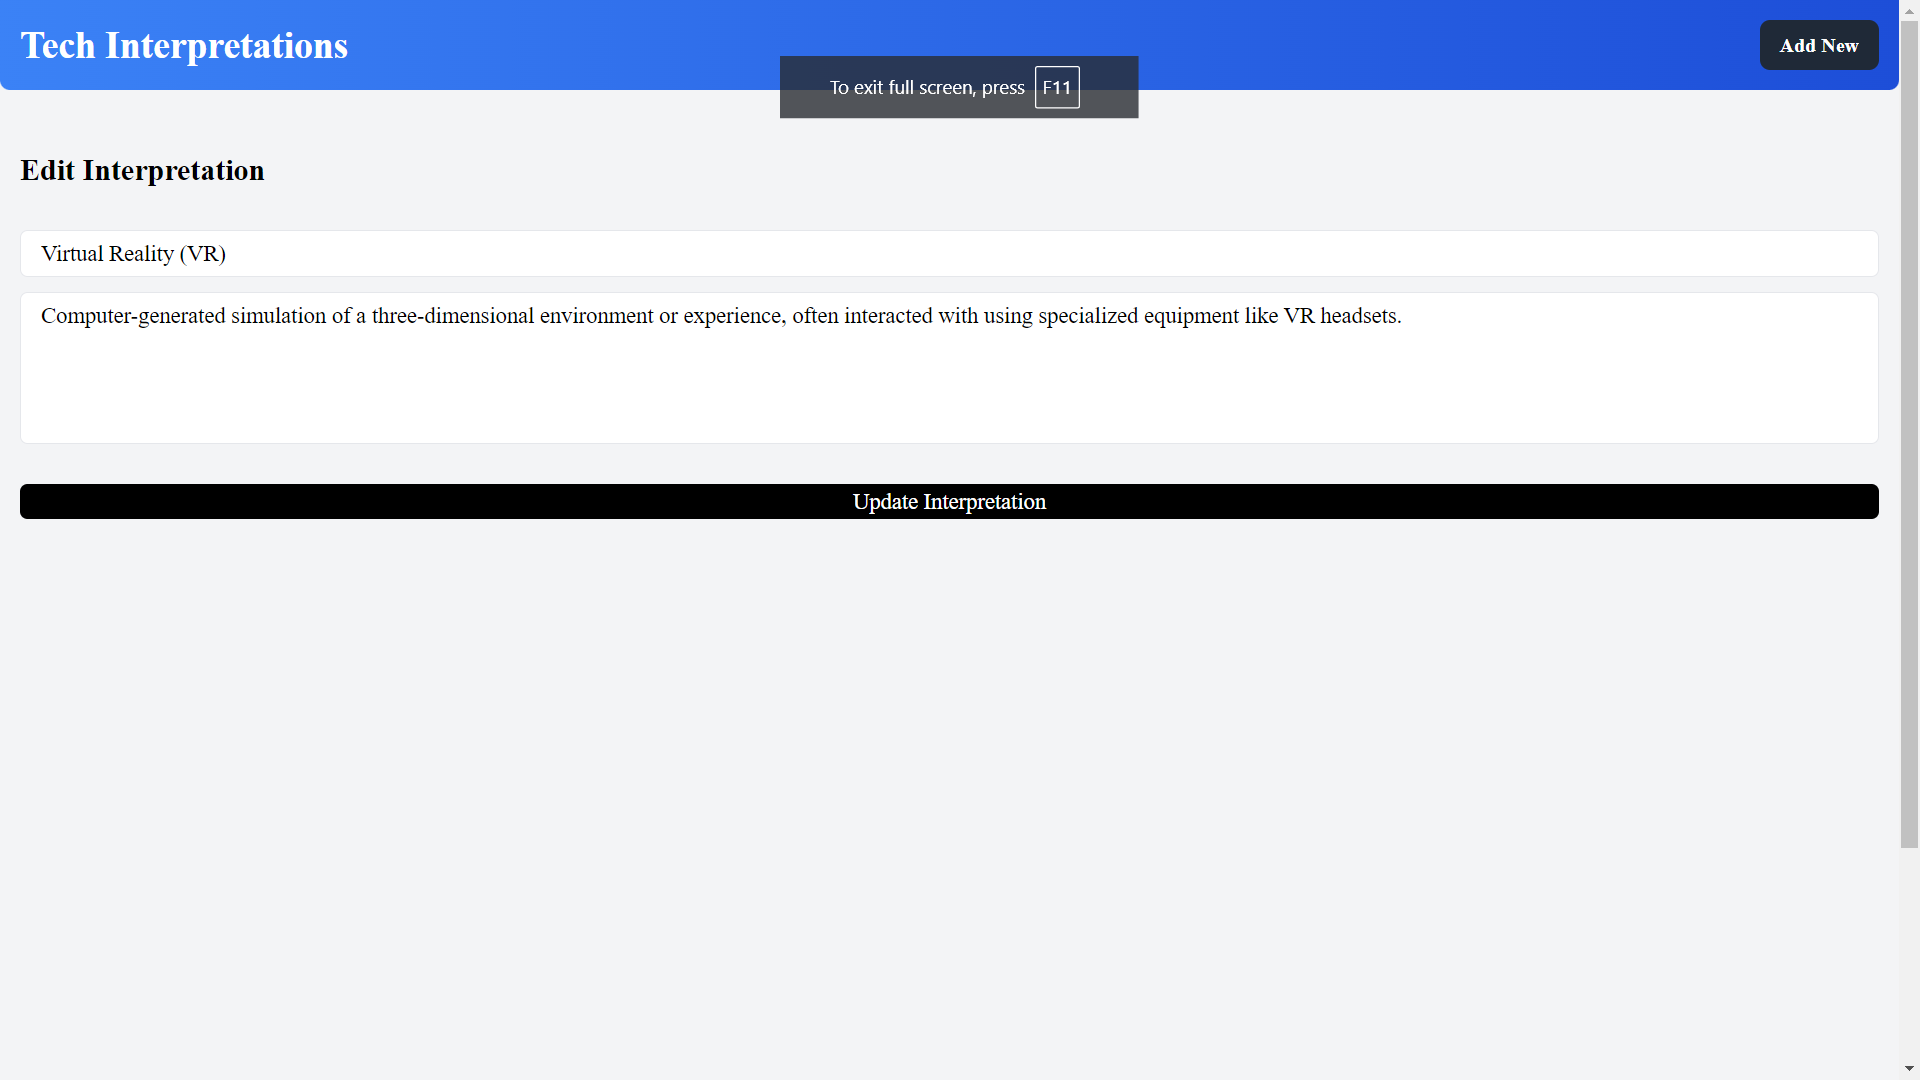 Tech Interpretations
Add New
To exit full screen, press F11
Edit Interpretation
Virtual Reality (VR)
Computer-generated simulation of a three-dimensional environment or experience, often interacted with using specialized equipment like VR headsets.
Update Interpretation